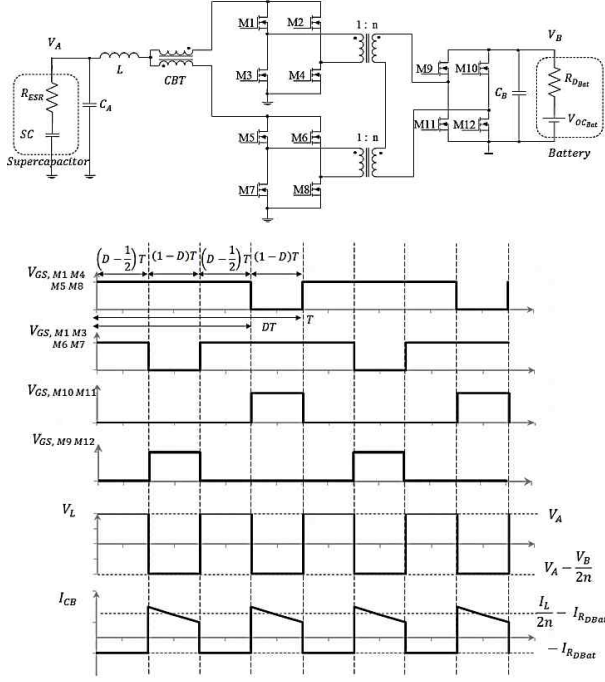 V_A
L
CBT
M1
M2
M3
M4
1: n
M5
M6
M7
M8
1: n
M9
M10
M11
M12
V_B
C_A
R_ESR
SC
Supercapacitor
C_B
R_DBat
V_OCBat
Battery
(D − 1/2)T (1−D)T (D − 1/2)T (1−D)T
V_GS, M1 M4
M5 M8
DT
T
V_GS, M1 M3
M6 M7
V_GS, M10 M11
V_GS, M9 M12
V_L
V_A
V_A − V_B/2n
I_CB
I_L/2n − I_RDBat
− I_RDBat